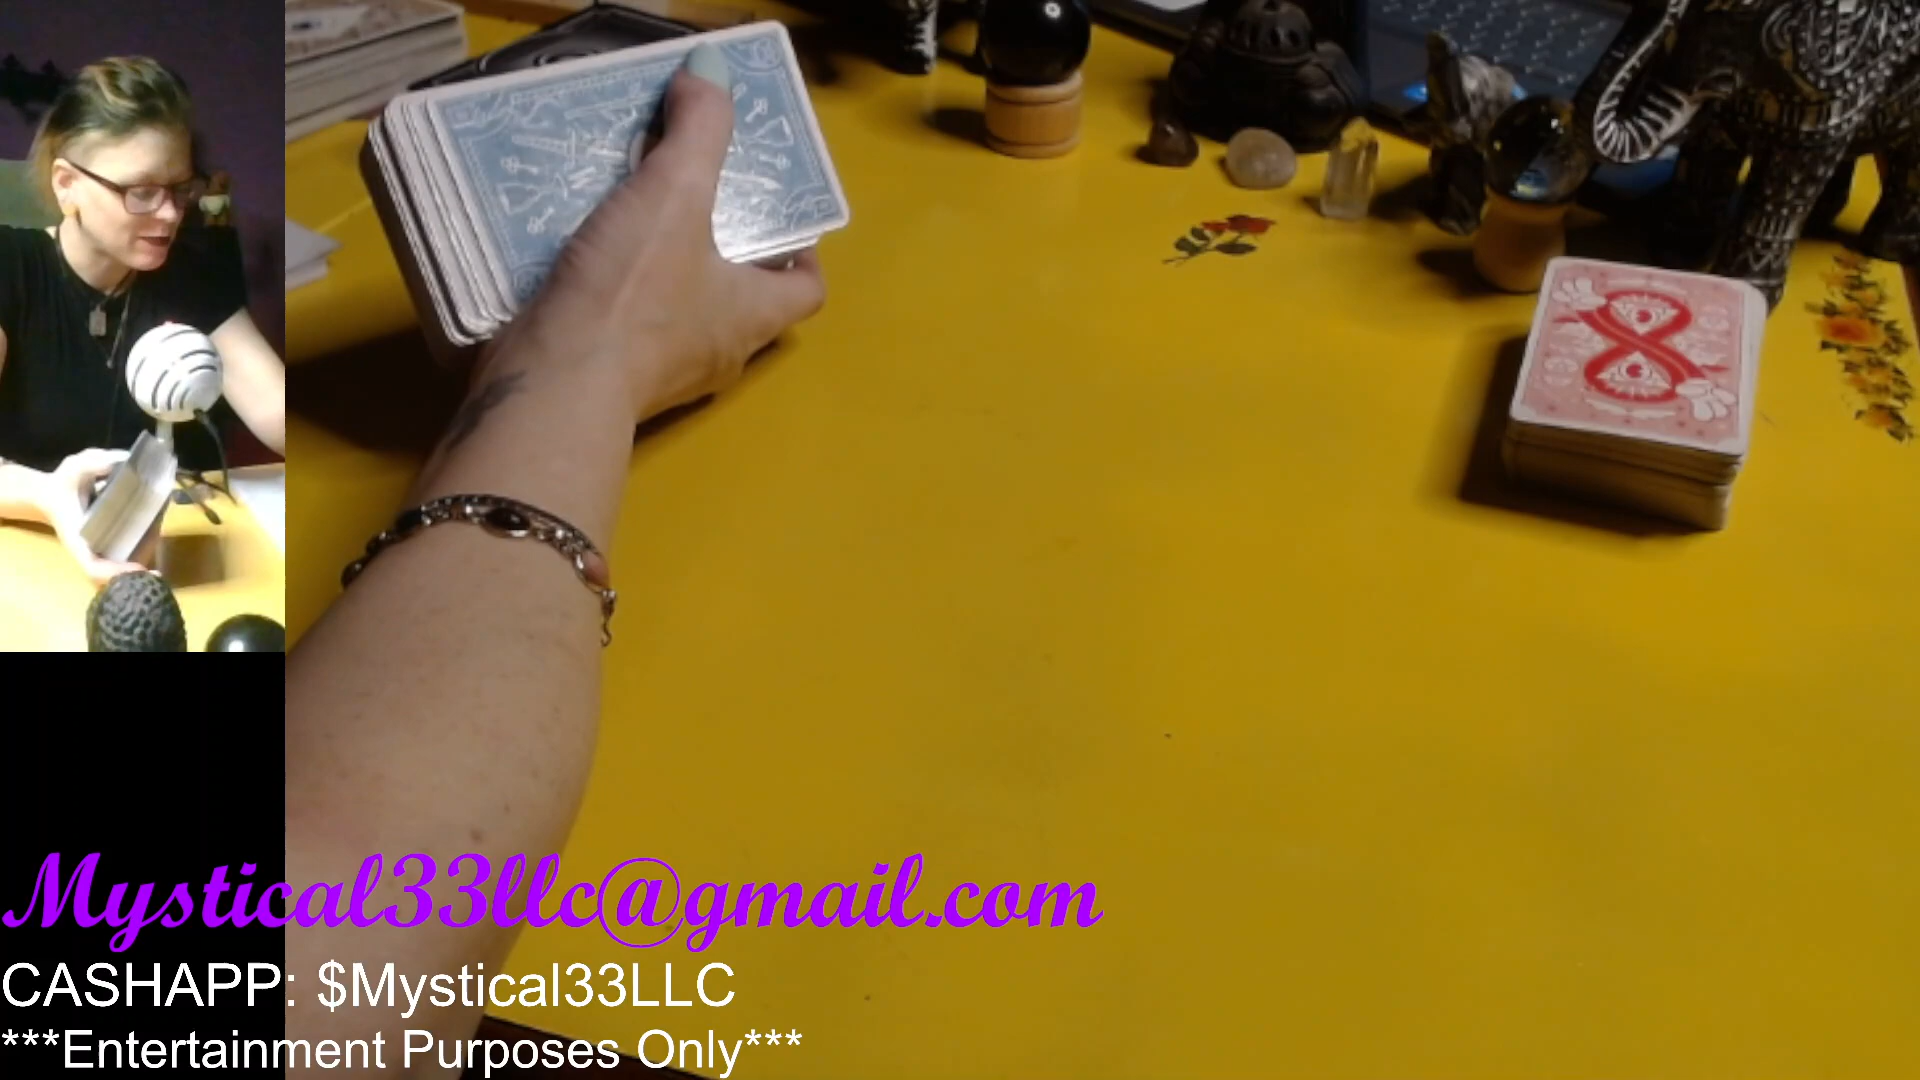 Mystical33llc@gmail.com
CASHAPP: $Mystical33LLC
***Entertainment Purposes Only***